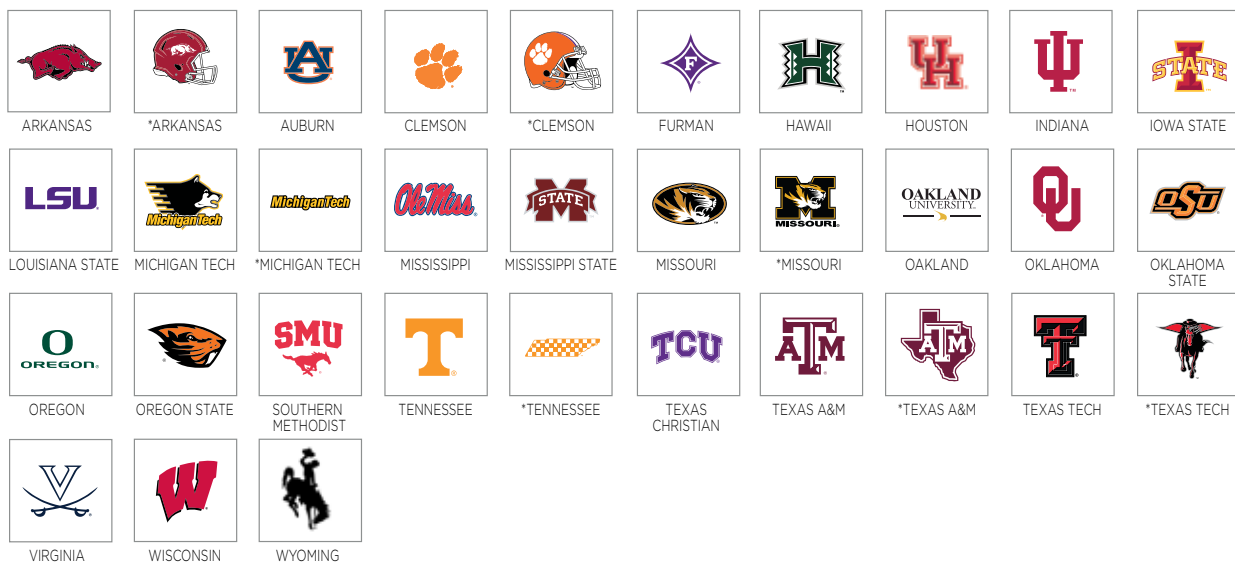 F
H
UH
STATE
ARKANSAS
*ARKANSAS
AUBURN
CLEMSON
*CLEMSON
FURMAN
HAWAII
HOUSTON
INDIANA
IOWA STATE
LSU
MichiganTech
MichiganTech
Ole Miss
STATE
M
MISSOURI
OAKLAND
UNIVERSITY
OU
OSU
LOUISIANA STATE
MICHIGAN TECH
*MICHIGAN TECH
MISSISSIPPI
MISSISSIPPI STATE
MISSOURI
*MISSOURI
OAKLAND
OKLAHOMA
OKLAHOMA
STATE
O
OREGON
SMU
T
TCU
ATM
ATM
TT
OREGON
OREGON STATE
SOUTHERN
METHODIST
TENNESSEE
*TENNESSEE
TEXAS
CHRISTIAN
TEXAS A&M
*TEXAS A&M
TEXAS TECH
*TEXAS TECH
V
W
VIRGINIA
WISCONSIN
WYOMING